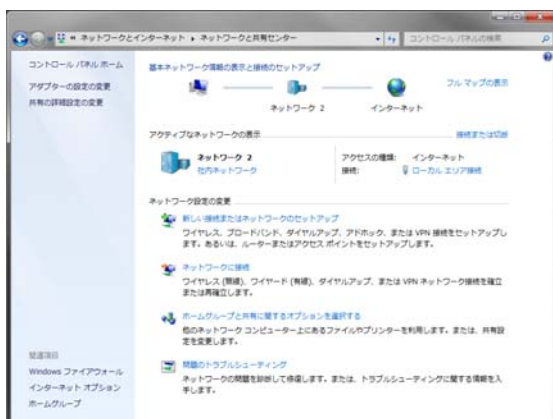 ネットワークとインターネット ▸ ネットワークと共有センター
コントロール パネルの検索
コントロール パネル ホーム
アダプターの設定の変更
共有の詳細設定の変更
基本ネットワーク情報の表示と接続のセットアップ
フル マップの表示
ネットワーク 2
インターネット
アクティブなネットワークの表示
接続または切断
ネットワーク 2
社内ネットワーク
アクセスの種類: インターネット
接続: ローカル エリア接続
ネットワーク設定の変更
新しい接続またはネットワークのセットアップ
ワイヤレス、ブロードバンド、ダイヤルアップ、アドホック、または VPN 接続をセットアップし
ます。あるいは、ルーターまたはアクセス ポイントをセットアップします。
ネットワークに接続
ワイヤレス (無線)、ワイヤード (有線)、ダイヤルアップ、または VPN ネットワーク接続を確立
または再確立します。
ホームグループと共有に関するオプションを選択する
他のネットワーク コンピューター上にあるファイルやプリンターを利用します。または、共有設
定を変更します。
問題のトラブルシューティング
ネットワークの問題を診断して修復します。または、トラブルシューティングに関する情報を入
手します。
関連項目
Windows ファイアウォール
インターネット オプション
ホームグループ